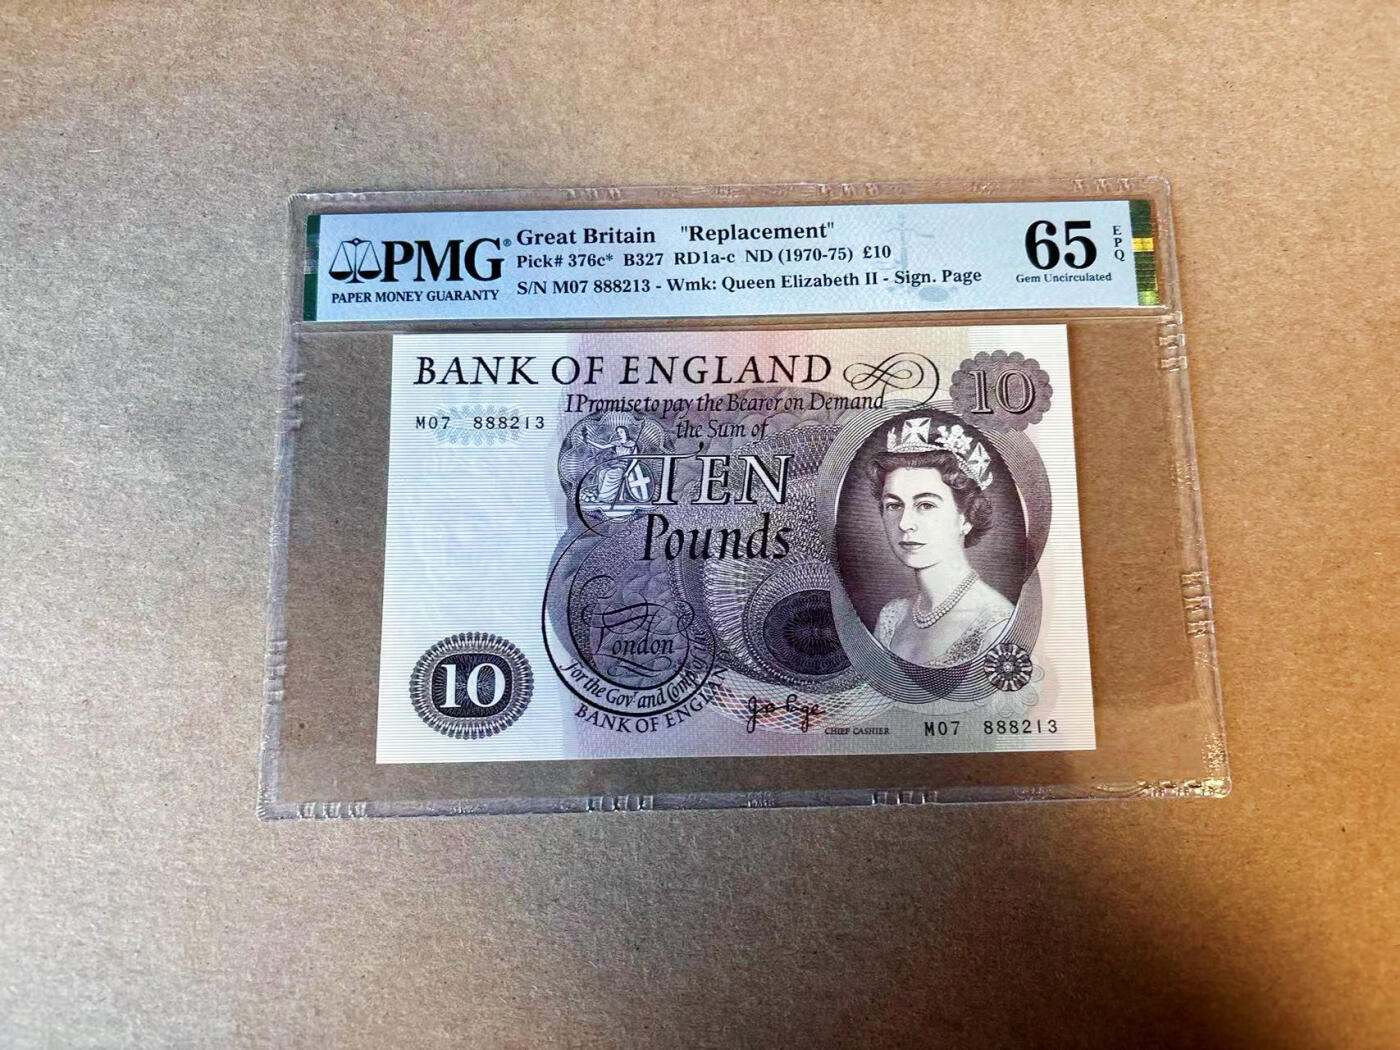 PMG®
PAPER MONEY GUARANTY
Great Britain "Replacement"
Pick# 376c* B327 RD1a-c ND (1970-75) £10
S/N M07 888213 - Wmk: Queen Elizabeth II - Sign. Page
65
EPQ
Gem Uncirculated
BANK OF ENGLAND
10
I Promise to pay the Bearer on Demand
M07 888213
the Sum of
TEN
Pounds
London
For the Govr. and Compa. of the
BANK OF ENGLAND
10
CHIEF CASHIER
M07 888213